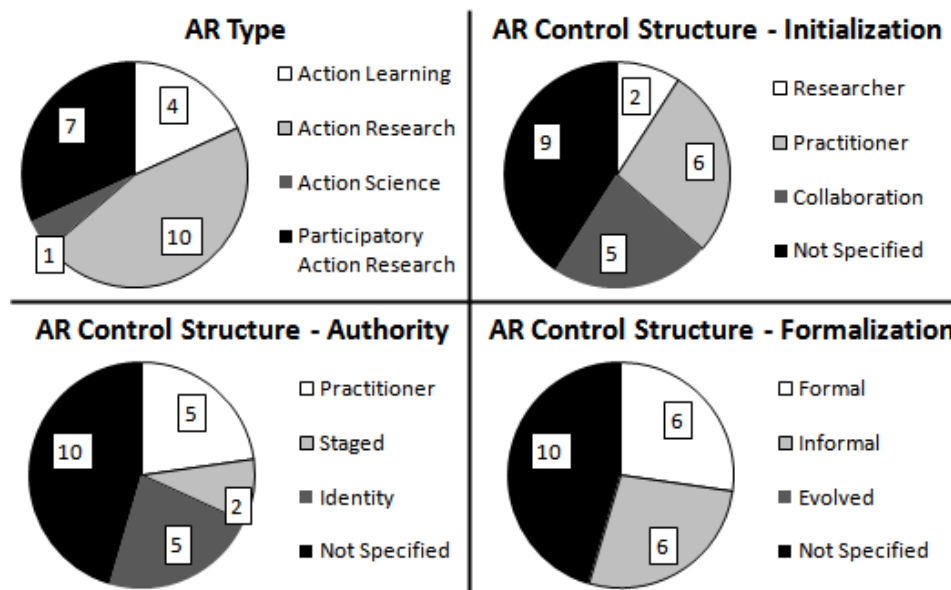 AR Type
4
7
10
1
Action Learning
Action Research
Action Science
Participatory
Action Research
AR Control Structure - Initialization
2
9
6
5
Researcher
Practitioner
Collaboration
Not Specified
AR Control Structure - Authority
5
10
2
5
Practitioner
Staged
Identity
Not Specified
AR Control Structure - Formalization
6
10
6
Formal
Informal
Evolved
Not Specified